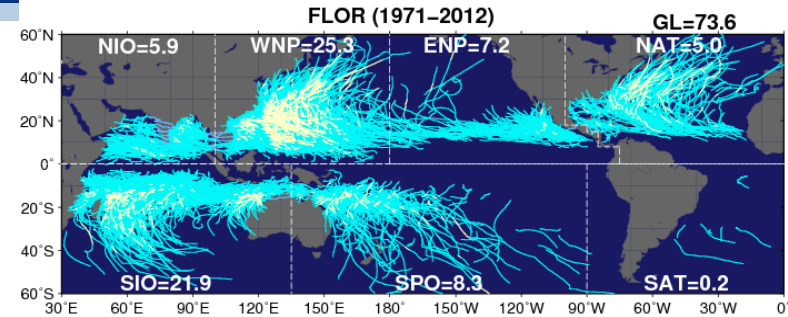 FLOR (1971−2012)
GL=73.6
60˚N
NIO=5.9 WNP=25.3 ENP=7.2 NAT=5.0
40˚N
20˚N
0˚
20˚S
40˚S
SIO=21.9 SPO=8.3 SAT=0.2
60˚S
30˚E 60˚E 90˚E 120˚E 150˚E 180˚ 150˚W 120˚W 90˚W 60˚W 30˚W 0˚